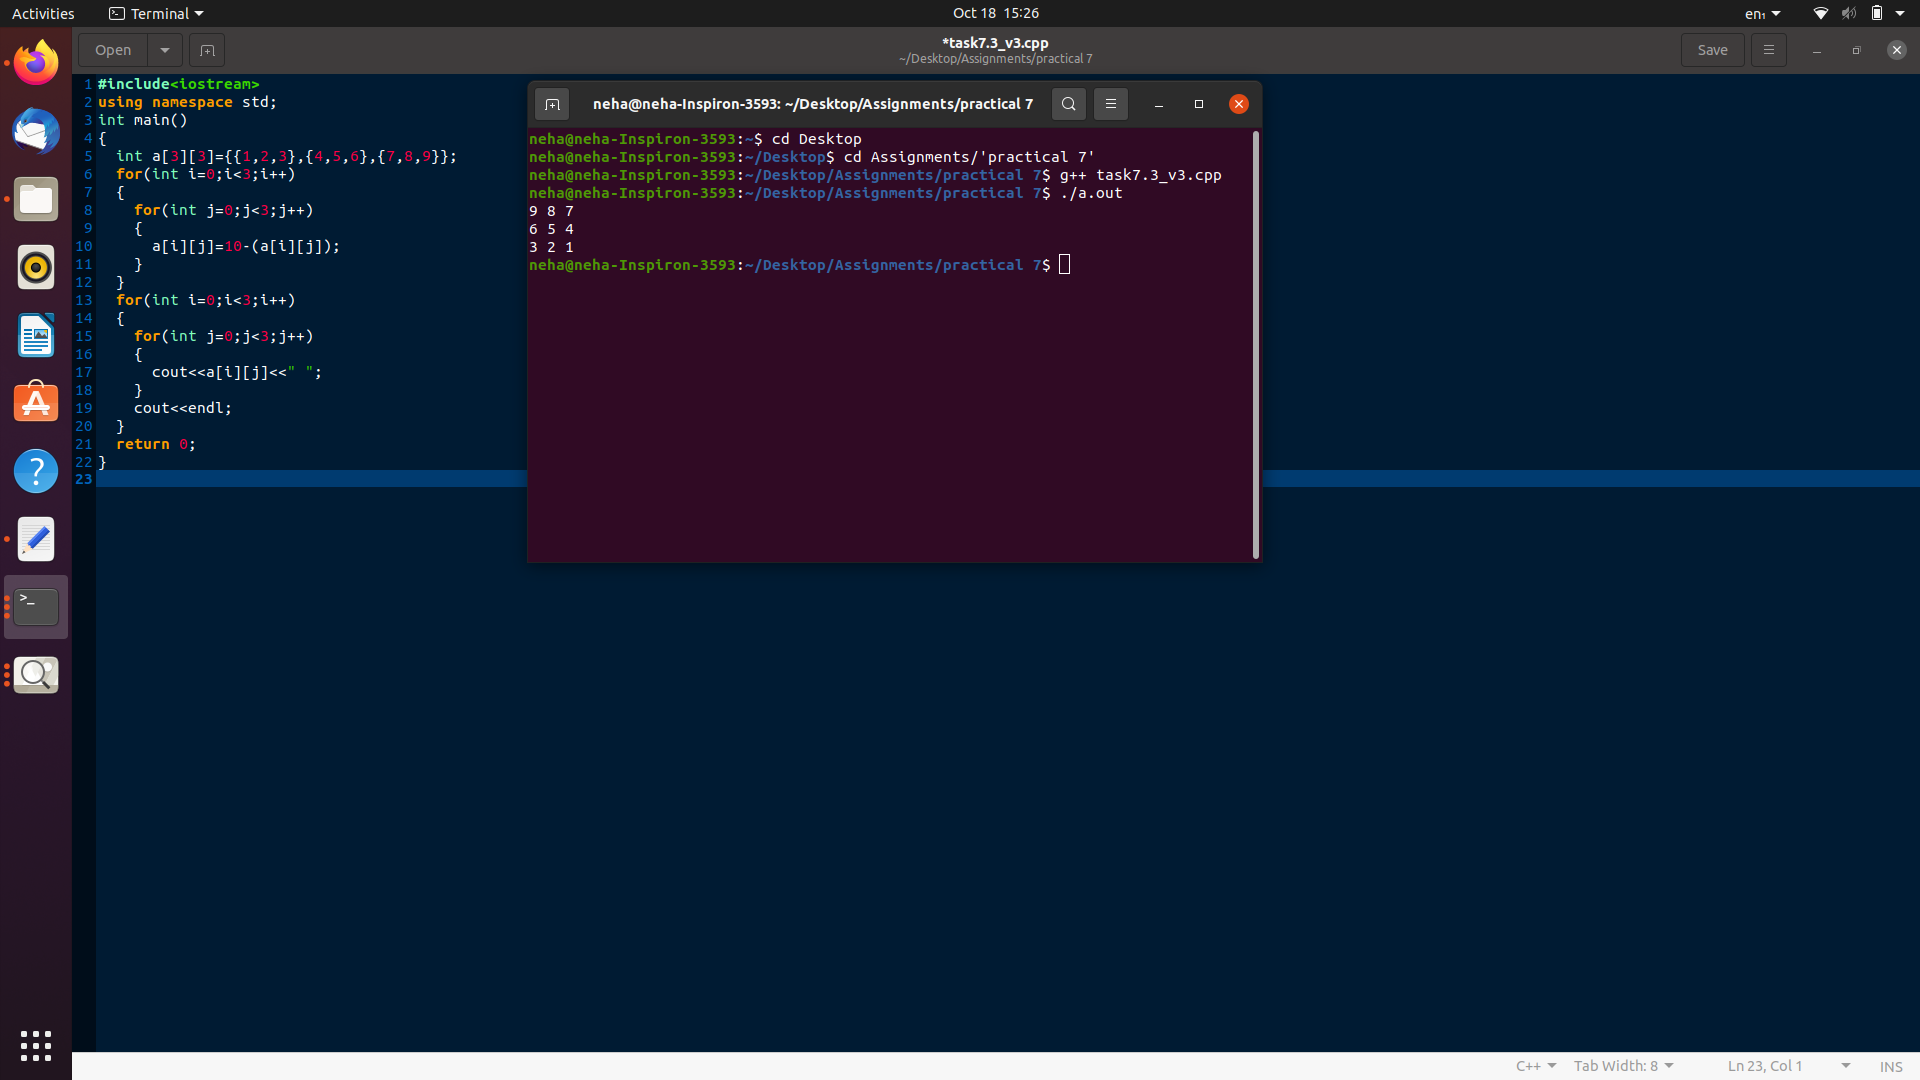 Activities
Terminal
Oct 18 15:26
en₁
Open
*task7.3_v3.cpp
~/Desktop/Assignments/practical 7
Save
1 #include<iostream>
2 using namespace std;
3 int main()
4 {
5   int a[3][3]={{1,2,3},{4,5,6},{7,8,9}};
6   for(int i=0;i<3;i++)
7   {
8     for(int j=0;j<3;j++)
9     {
10       a[i][j]=10-(a[i][j]);
11     }
12   }
13   for(int i=0;i<3;i++)
14   {
15     for(int j=0;j<3;j++)
16     {
17       cout<<a[i][j]<<" ";
18     }
19     cout<<endl;
20   }
21   return 0;
22 }
23
neha@neha-Inspiron-3593: ~/Desktop/Assignments/practical 7
neha@neha-Inspiron-3593:~$ cd Desktop
neha@neha-Inspiron-3593:~/Desktop$ cd Assignments/'practical 7'
neha@neha-Inspiron-3593:~/Desktop/Assignments/practical 7$ g++ task7.3_v3.cpp
neha@neha-Inspiron-3593:~/Desktop/Assignments/practical 7$ ./a.out
9 8 7
6 5 4
3 2 1
neha@neha-Inspiron-3593:~/Desktop/Assignments/practical 7$
C++
Tab Width: 8
Ln 23, Col 1
INS